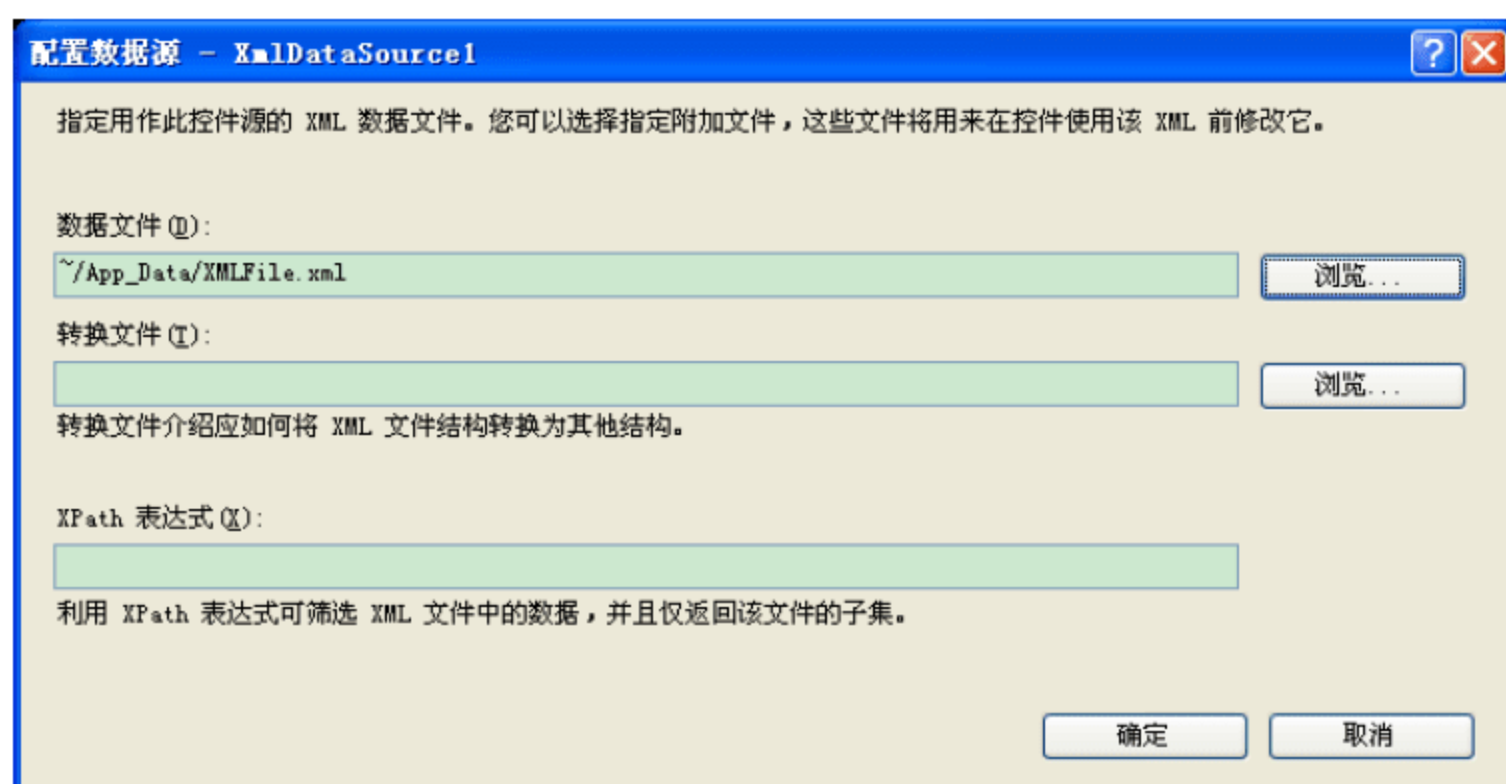 配置数据源 - XmlDataSource1
指定用作此控件源的 XML 数据文件。您可以选择指定附加文件，这些文件将用来在控件使用该 XML 前修改它。
数据文件(D):
~/App_Data/XMLFile.xml
浏览...
转换文件(T):
浏览...
转换文件介绍应如何将 XML 文件结构转换为其他结构。
XPath 表达式(X):
利用 XPath 表达式可筛选 XML 文件中的数据，并且仅返回该文件的子集。
确定
取消